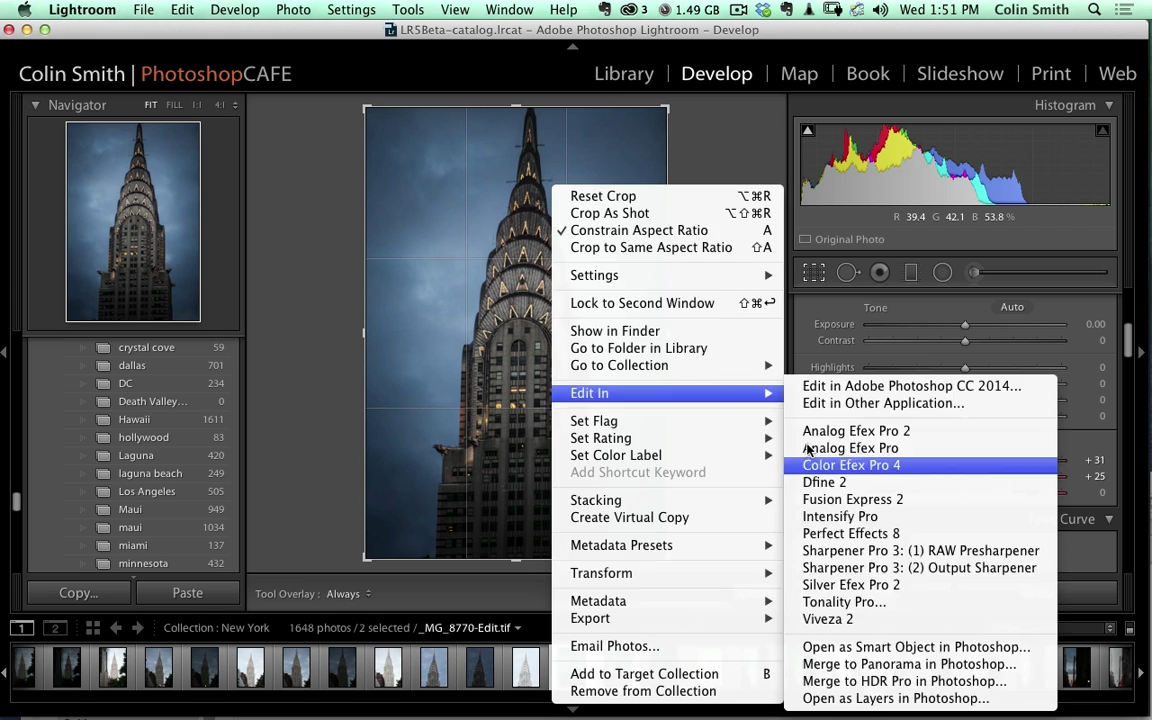 Lightroom File Edit Develop Photo Settings Tools View Window Help 3 1.49 GB Wed 1:51 PM Colin Smith
LR5Beta-catalog.lrcat - Adobe Photoshop Lightroom - Develop
Colin Smith | PhotoshopCAFE
Library Develop Map Book Slideshow Print Web
Navigator FIT FILL 1:1 4:1
Histogram
R 39.4 G 42.1 B 53.8 %
Original Photo
Tone Auto
Exposure 0.00
Contrast 0
Highlights 0
0
0
0
+ 31
+ 25
0
Curve
crystal cove 59
dallas 701
DC 234
Death Valley... 0
Hawaii 1611
hollywood 83
Laguna 420
laguna beach 249
Los Angeles 505
Maui 949
maui 1034
miami 137
minnesota 432
Copy... Paste
Tool Overlay: Always
Reset Crop ⌥⌘R
Crop As Shot ⌥⇧⌘R
✓ Constrain Aspect Ratio A
Crop to Same Aspect Ratio ⇧A
Settings
Lock to Second Window ⇧⌘↩
Show in Finder
Go to Folder in Library
Go to Collection
Edit In
Set Flag
Set Rating
Set Color Label
Add Shortcut Keyword
Stacking
Create Virtual Copy
Metadata Presets
Transform
Metadata
Export
Email Photos...
Add to Target Collection B
Remove from Collection
Edit in Adobe Photoshop CC 2014...
Edit in Other Application...
Analog Efex Pro 2
Analog Efex Pro
Color Efex Pro 4
Dfine 2
Fusion Express 2
Intensify Pro
Perfect Effects 8
Sharpener Pro 3: (1) RAW Presharpener
Sharpener Pro 3: (2) Output Sharpener
Silver Efex Pro 2
Tonality Pro...
Viveza 2
Open as Smart Object in Photoshop...
Merge to Panorama in Photoshop...
Merge to HDR Pro in Photoshop...
Open as Layers in Photoshop...
1 2 Collection : New York 1648 photos / 2 selected / _MG_8770-Edit.tif